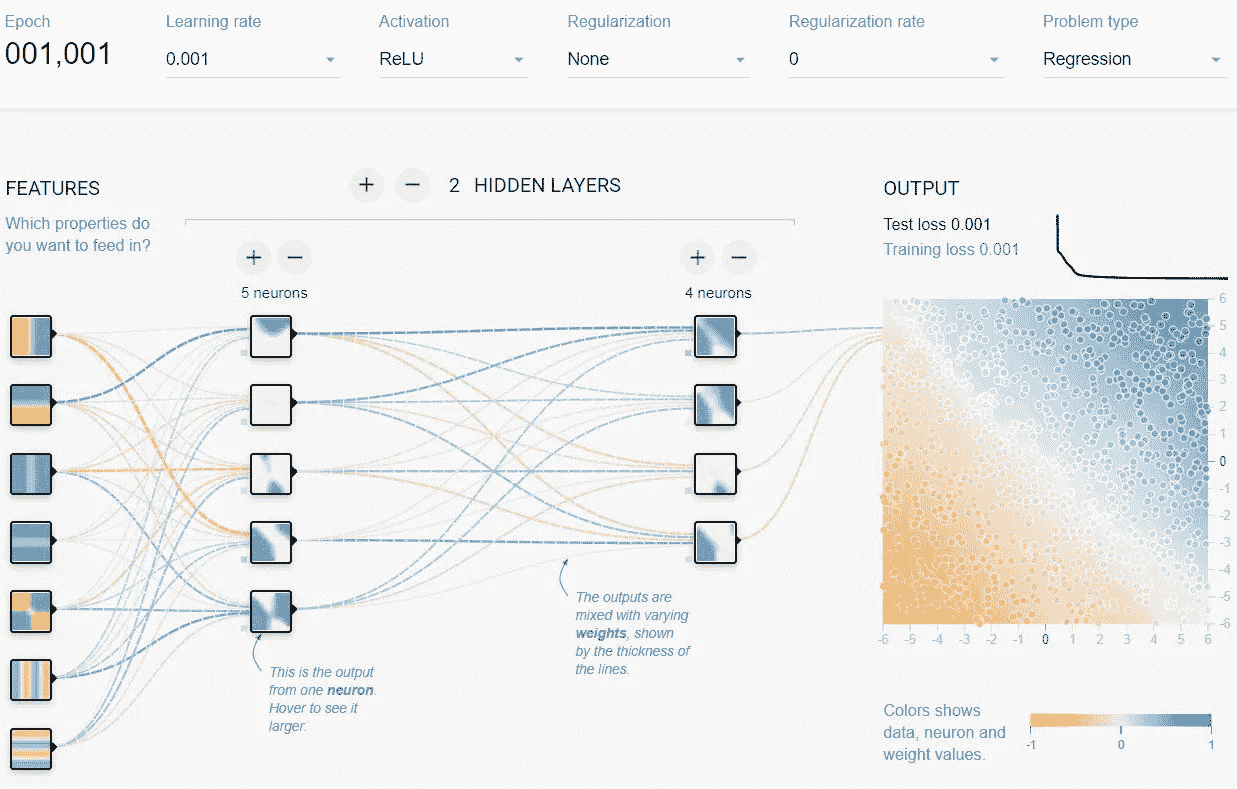 Epoch
001,001
Learning rate
0.001
Activation
ReLU
Regularization
None
Regularization rate
0
Problem type
Regression
FEATURES
Which properties do
you want to feed in?
+ − 2 HIDDEN LAYERS
+ −
5 neurons
+ −
4 neurons
This is the output
from one neuron.
Hover to see it
larger.
The outputs are
mixed with varying
weights, shown
by the thickness of
the lines.
OUTPUT
Test loss 0.001
Training loss 0.001
6
5
4
3
2
1
0
-1
-2
-3
-4
-5
-6
-6 -5 -4 -3 -2 -1 0 1 2 3 4 5 6
Colors shows
data, neuron and
weight values.
-1 0 1